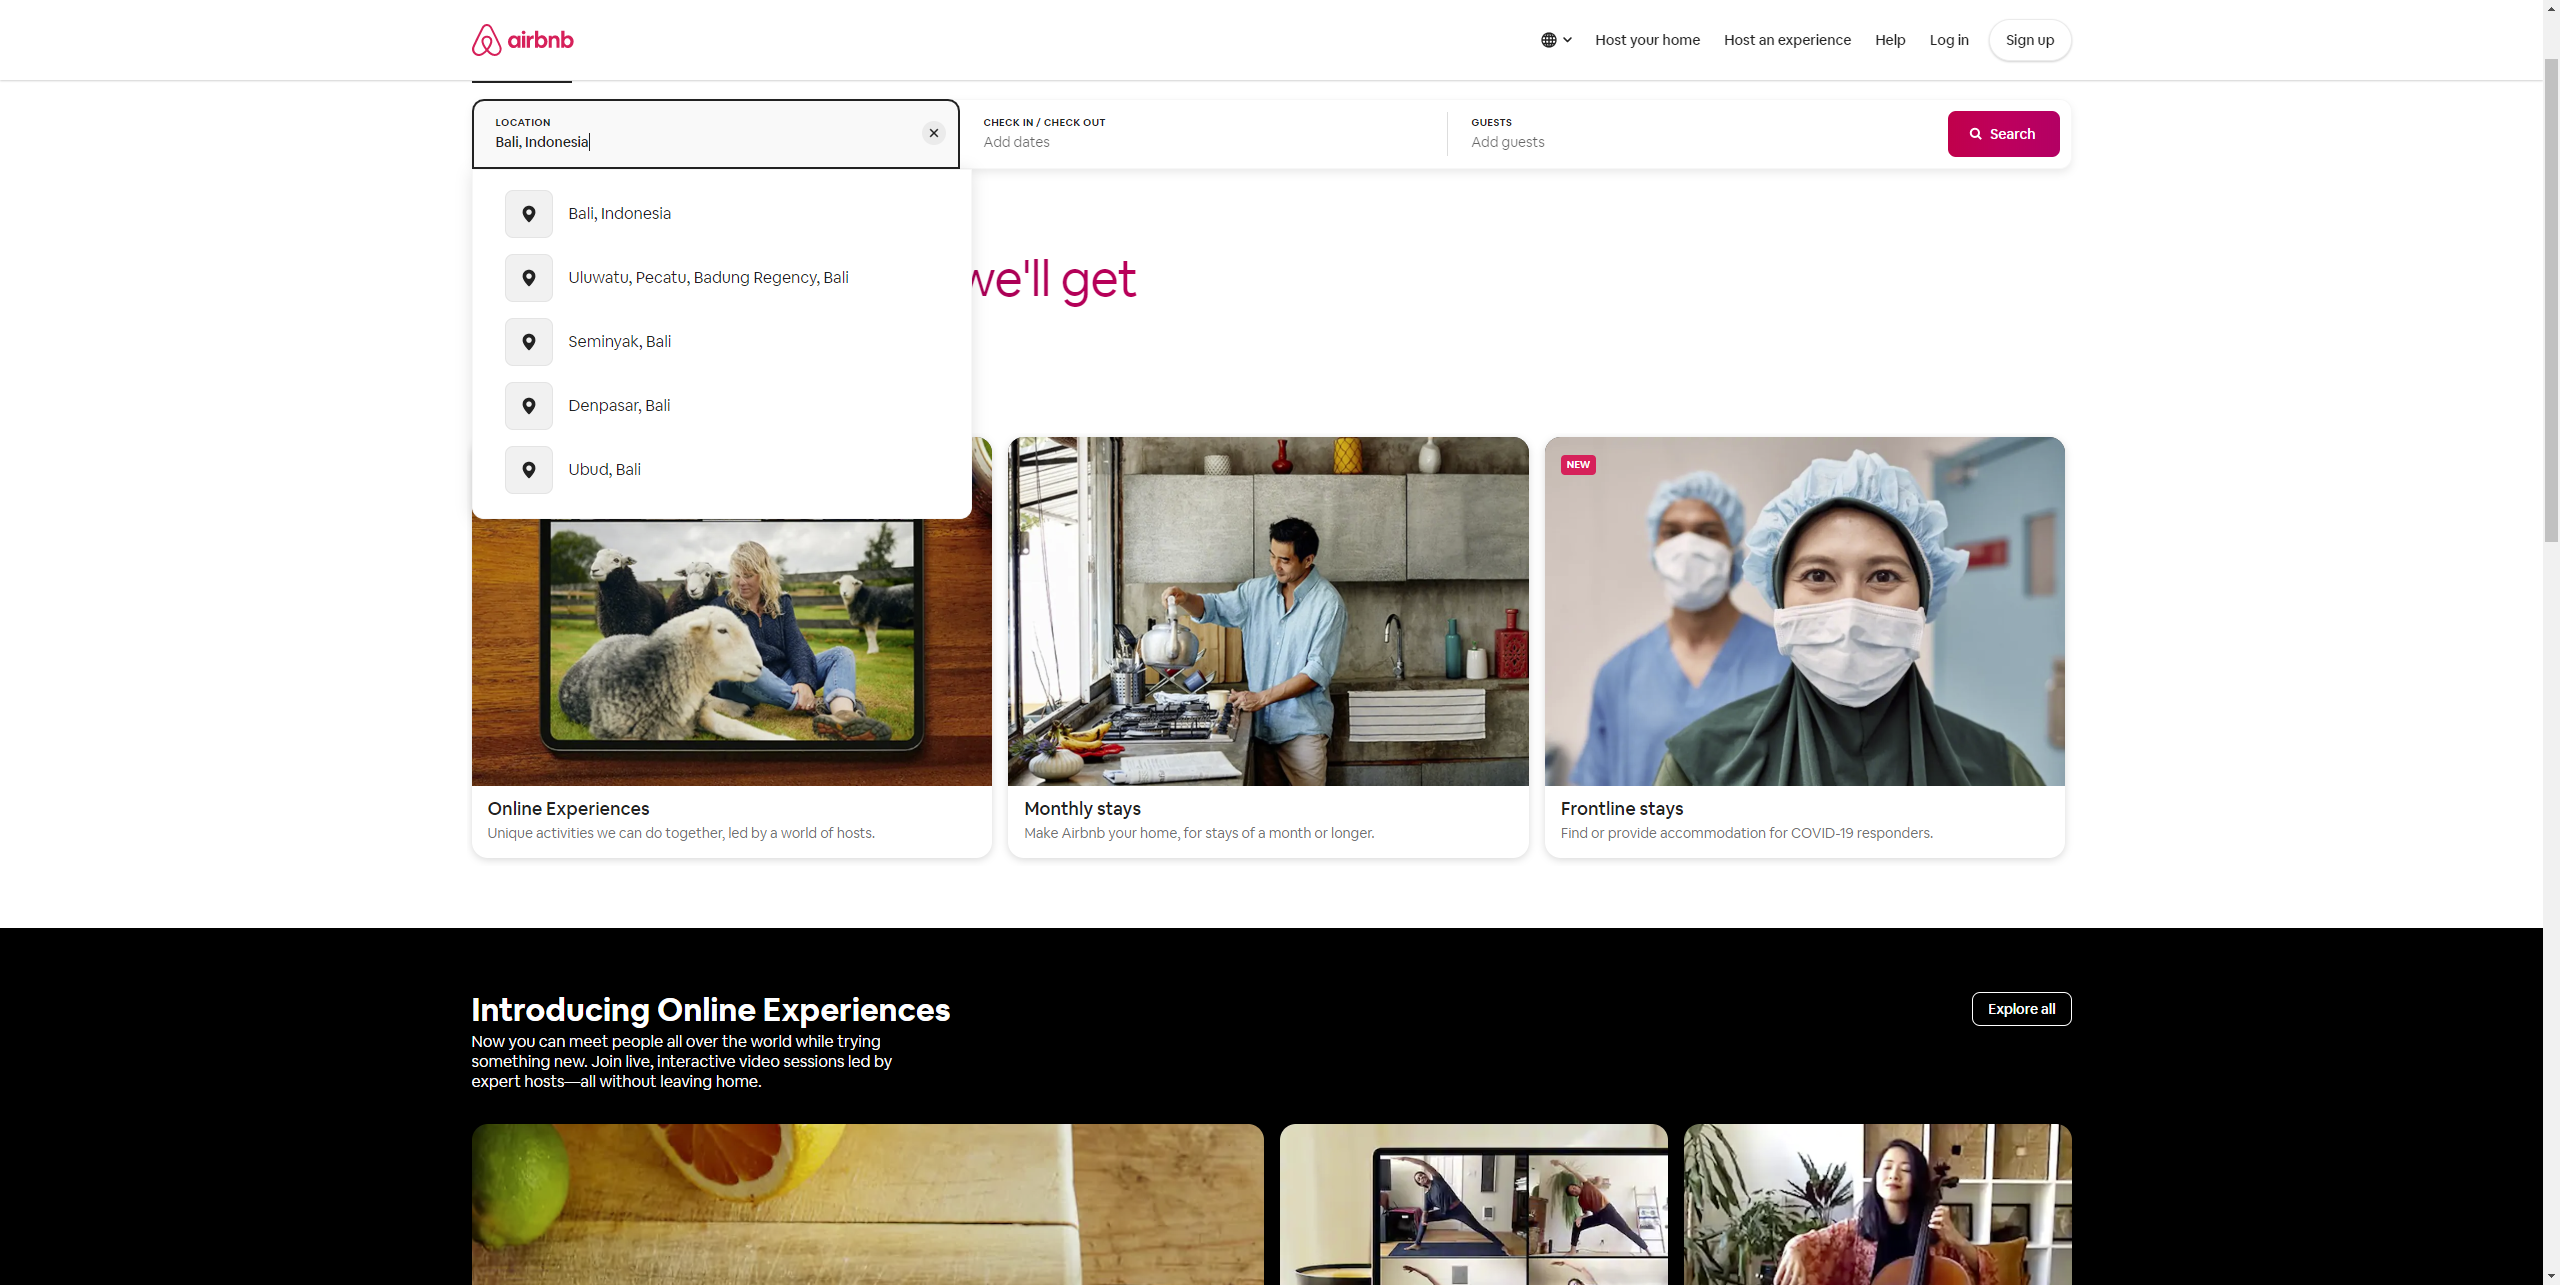 airbnb
Host your home
Host an experience
Help
Log in
Sign up
LOCATION
Bali, Indonesia
CHECK IN / CHECK OUT
Add dates
GUESTS
Add guests
Search
Bali, Indonesia
Uluwatu, Pecatu, Badung Regency, Bali
Seminyak, Bali
Denpasar, Bali
Ubud, Bali
we'll get
NEW
Online Experiences
Unique activities we can do together, led by a world of hosts.
Monthly stays
Make Airbnb your home, for stays of a month or longer.
Frontline stays
Find or provide accommodation for COVID-19 responders.
Introducing Online Experiences
Now you can meet people all over the world while trying
something new. Join live, interactive video sessions led by
expert hosts—all without leaving home.
Explore all